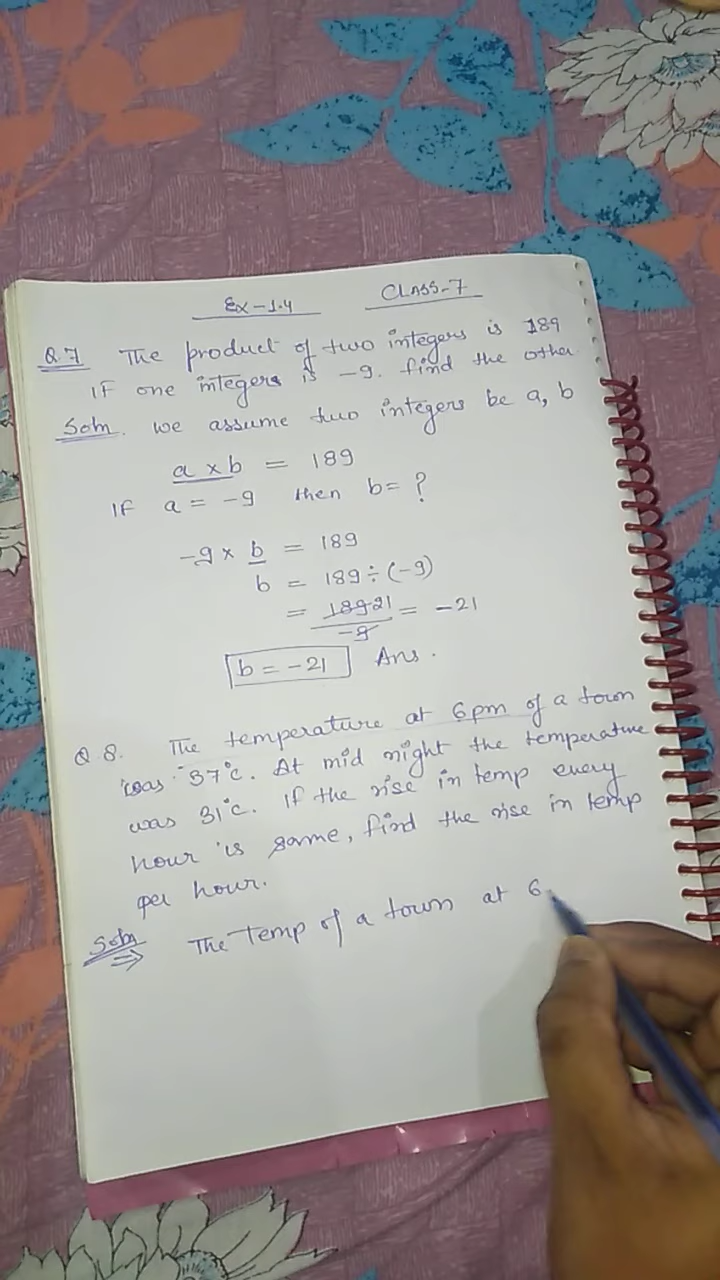 Ex-1.4 CLASS-7
Q.7 The product of two integers is 189
IF one integers is -9. find the other
Soln. we assume two integers be a, b
a × b = 189
IF a = -9 then b = ?
-9 × b = 189
b = 189 ÷ (-9)
= 189 21 / -9 = -21
b = -21 Ans.
Q.8. The temperature at 6pm of a town
was 37°c. At mid night the temperature
was 31°c. if the rise in temp every
hour is same, find the rise in temp
per hour.
Soln ⇒ The Temp of a town at 6